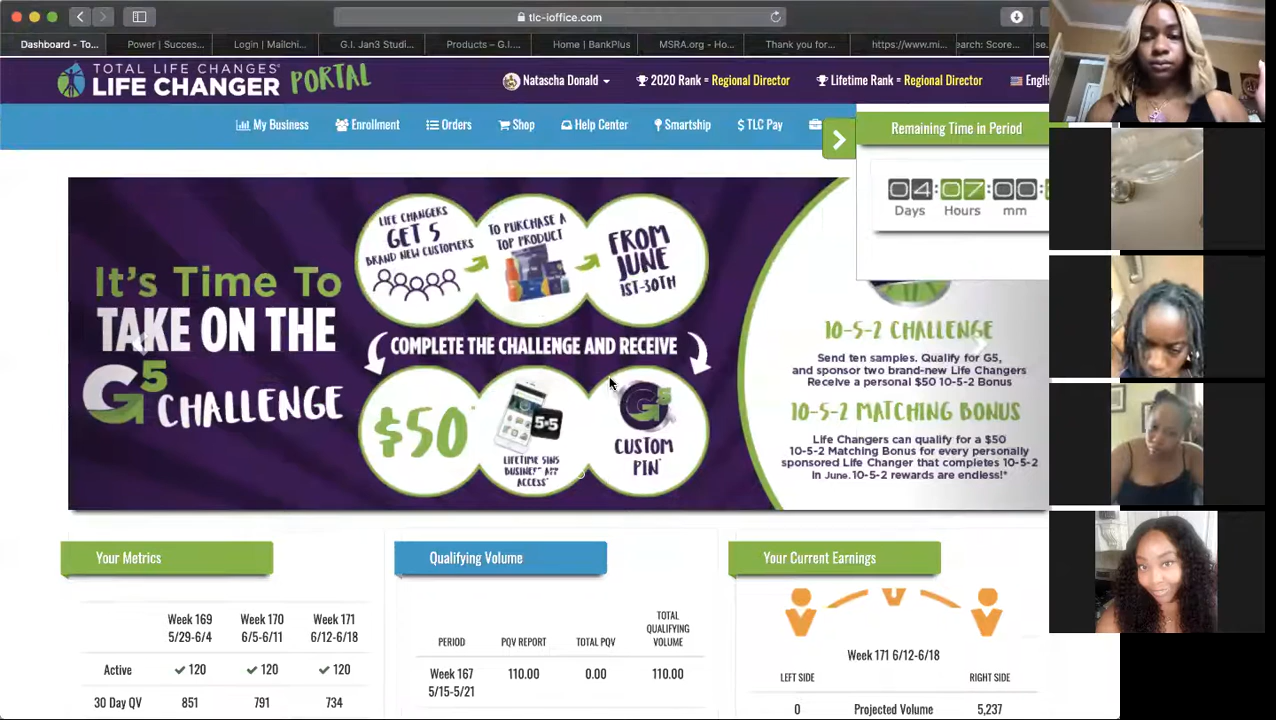 tlc-ioffice.com
Dashboard - To...
Power | Succes...
Login | Mailchi...
G.I. Jan3 Studi...
Products – G.I....
Home | BankPlus
MSRA.org - Ho...
Thank you for...
https://www.mi...
earch: Score...
se.
TOTAL LIFE CHANGES®
LIFE CHANGER PORTAL
Natascha Donald
2020 Rank = Regional Director
Lifetime Rank = Regional Director
Engli
My Business
Enrollment
Orders
Shop
Help Center
Smartship
$ TLC Pay
Remaining Time in Period
04:07:00:
Days Hours mm
It's Time To
TAKE ON THE
G5
CHALLENGE
LIFE CHANGERS
GET 5
BRAND NEW CUSTOMERS
TO PURCHASE A
TOP PRODUCT
FROM
JUNE
1ST-30TH
COMPLETE THE CHALLENGE AND RECEIVE
$50*
5•5
LIFETIME 5IN5
BUSINESS APP
ACCESS*
G5
CUSTOM
PIN*
10-5-2 CHALLENGE
Send ten samples. Qualify for G5,
and sponsor two brand-new Life Changers
Receive a personal $50 10-5-2 Bonus
10-5-2 MATCHING BONUS
Life Changers can qualify for a $50
10-5-2 Matching Bonus for every personally
sponsored Life Changer that completes 10-5-2
in June. 10-5-2 rewards are endless!*
Your Metrics
Week 169 Week 170 Week 171
5/29-6/4 6/5-6/11 6/12-6/18
Active ✓ 120 ✓ 120 ✓ 120
30 Day QV 851 791 734
Qualifying Volume
PERIOD PQV REPORT TOTAL PQV TOTAL QUALIFYING VOLUME
Week 167 110.00 0.00 110.00
5/15-5/21
Your Current Earnings
Week 171 6/12-6/18
LEFT SIDE RIGHT SIDE
0 Projected Volume 5,237